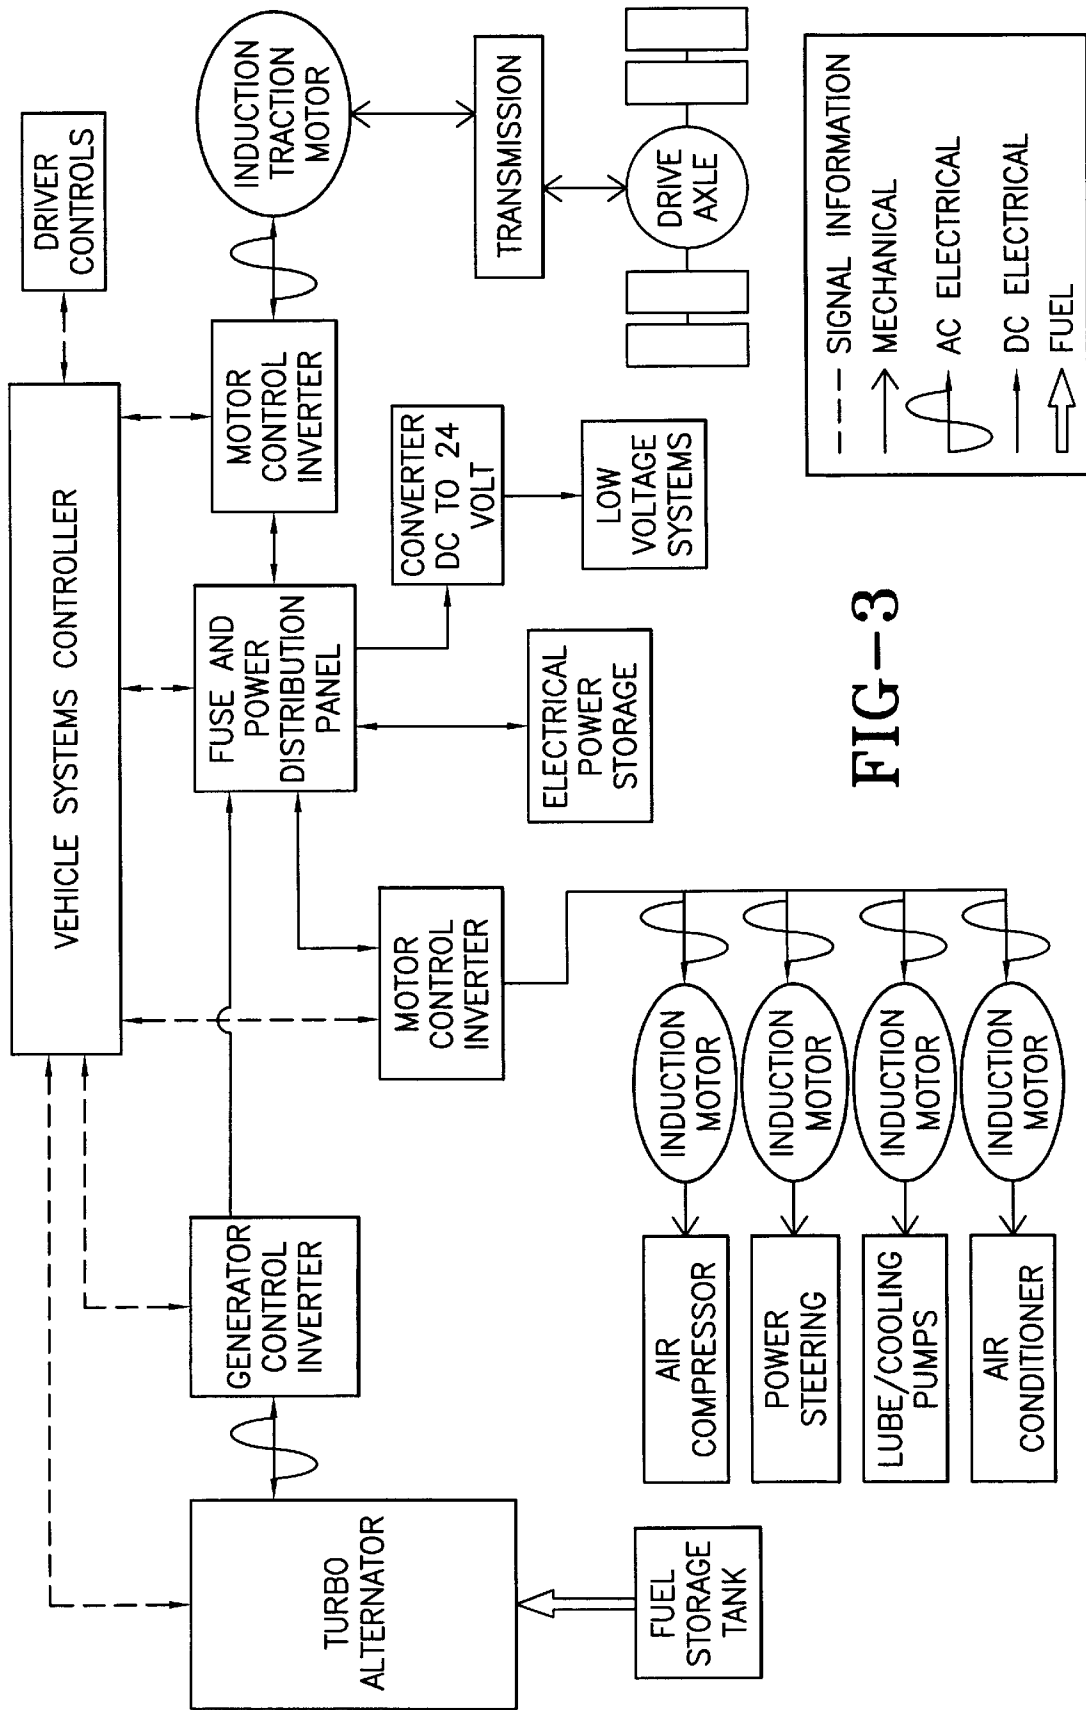 VEHICLE SYSTEMS CONTROLLER
DRIVER
CONTROLS
TURBO
ALTERNATOR
GENERATOR
CONTROL
INVERTER
FUSE AND
POWER
DISTRIBUTION
PANEL
MOTOR
CONTROL
INVERTER
INDUCTION
TRACTION
MOTOR
FUEL
STORAGE
TANK
MOTOR
CONTROL
INVERTER
ELECTRICAL
POWER
STORAGE
CONVERTER
DC TO 24
VOLT
LOW
VOLTAGE
SYSTEMS
TRANSMISSION
DRIVE
AXLE
AIR
COMPRESSOR
INDUCTION
MOTOR
POWER
STEERING
INDUCTION
MOTOR
LUBE/COOLING
PUMPS
INDUCTION
MOTOR
AIR
CONDITIONER
INDUCTION
MOTOR
SIGNAL INFORMATION
MECHANICAL
AC ELECTRICAL
DC ELECTRICAL
FUEL
FIG-3